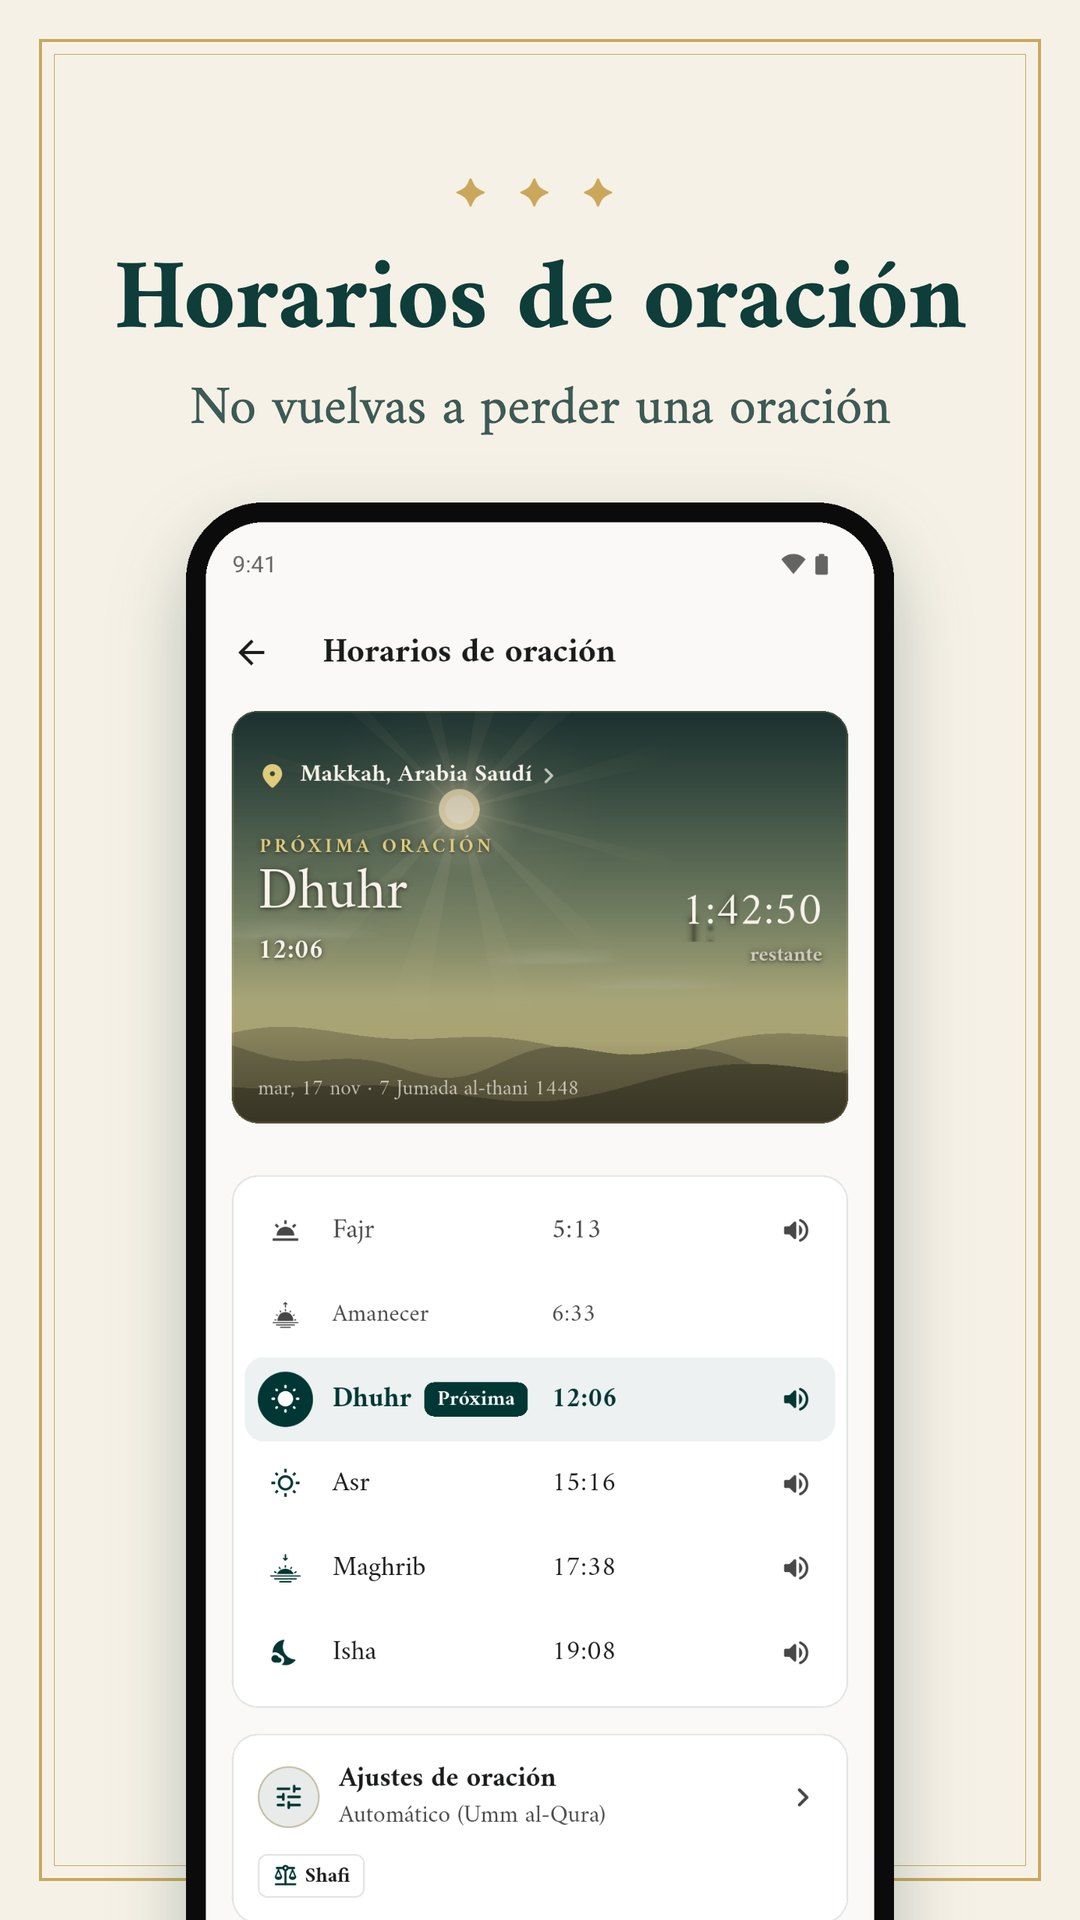 Horarios de oración
No vuelvas a perder una oración
9:41
Horarios de oración
Makkah, Arabia Saudí
PRÓXIMA ORACIÓN
Dhuhr
1:42:50
12:06
restante
mar, 17 nov · 7 Jumada al-thani 1448
Fajr 5:13
Amanecer 6:33
Dhuhr Próxima 12:06
Asr 15:16
Maghrib 17:38
Isha 19:08
Ajustes de oración
Automático (Umm al-Qura)
Shafi